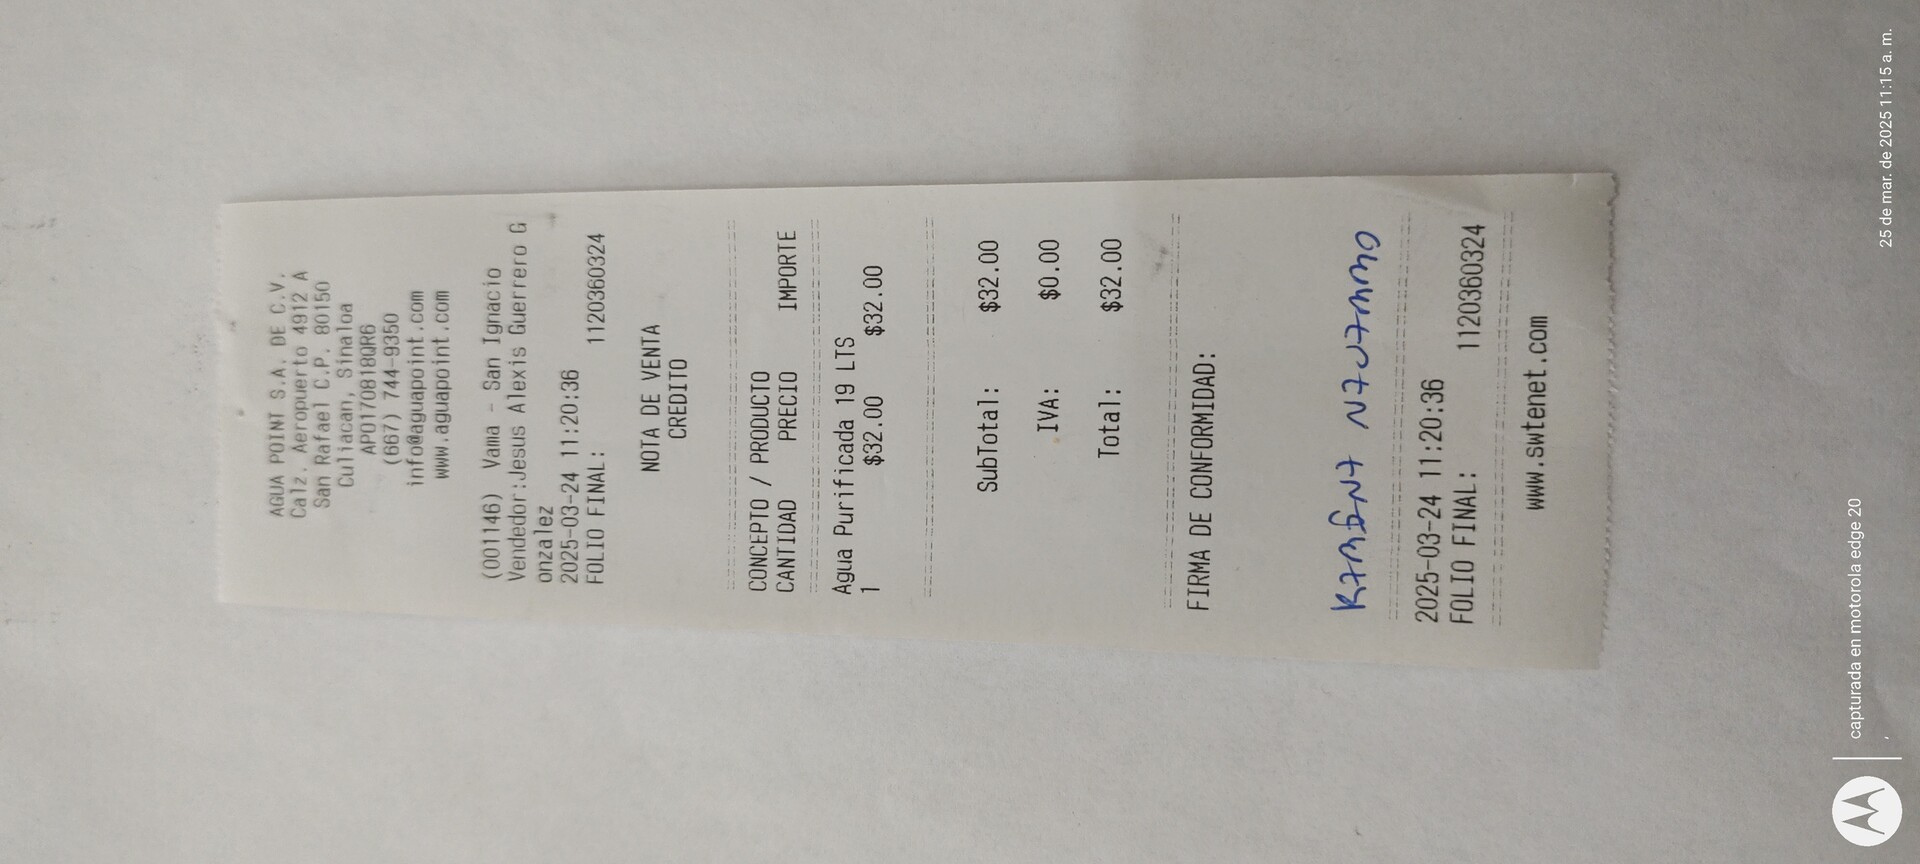 AGUA POINT S.A. DE C.V.
Calz. Aeropuerto 4912 A
San Rafael C.P. 80150
Culiacan, Sinaloa
APO170818QR6
(667) 744-9350
info@aguapoint.com
www.aguapoint.com
(001146) Vama - San Ignacio
Vendedor:Jesus Alexis Guerrero G
onzalez
2025-03-24 11:20:36
FOLIO FINAL: 1120360324
NOTA DE VENTA
CREDITO
CONCEPTO / PRODUCTO
CANTIDAD PRECIO IMPORTE
Agua Purificada 19 LTS
1 $32.00 $32.00
SubTotal: $32.00
IVA: $0.00
Total: $32.00
FIRMA DE CONFORMIDAD:
2025-03-24 11:20:36
FOLIO FINAL: 1120360324
www.swtenet.com
capturada en motorola edge 20
25 de mar. de 2025 11:15 a. m.